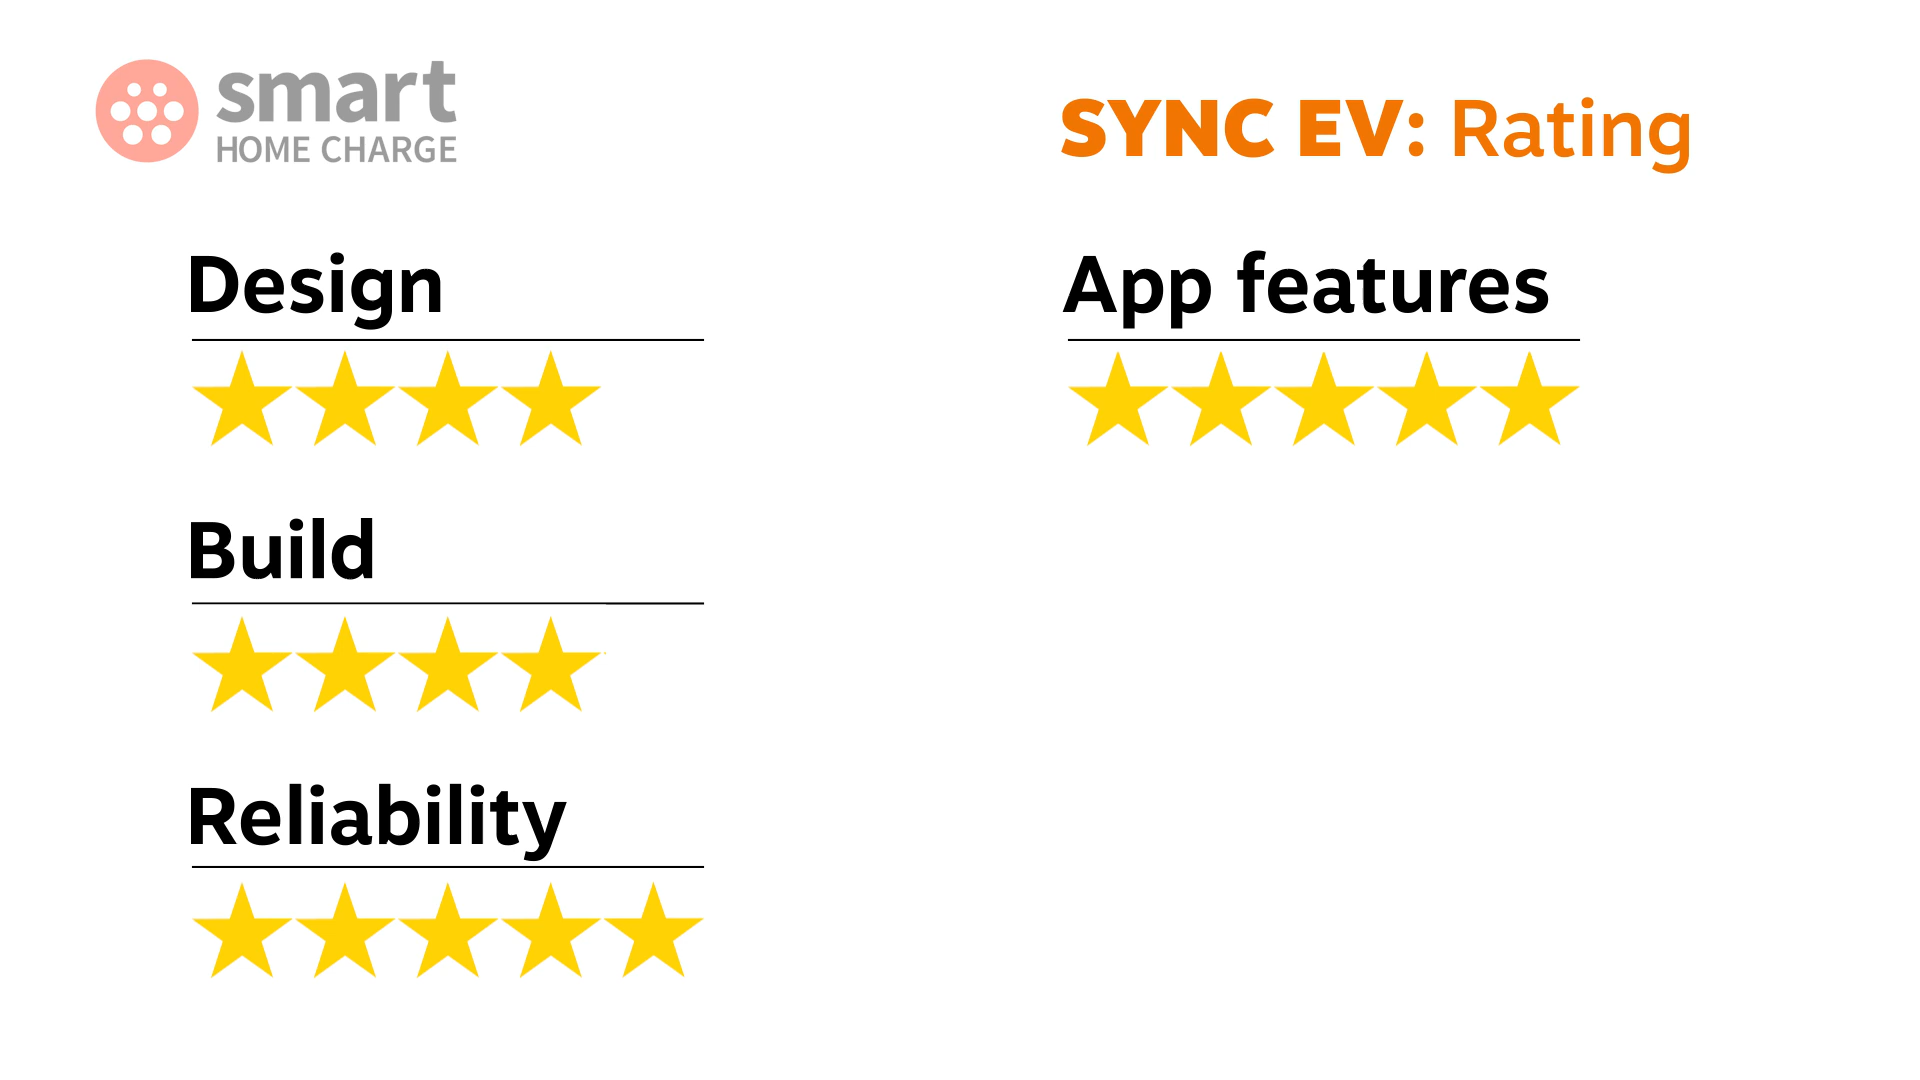 smart
HOME CHARGE
SYNC EV: Rating
Design
App features
Build
Reliability